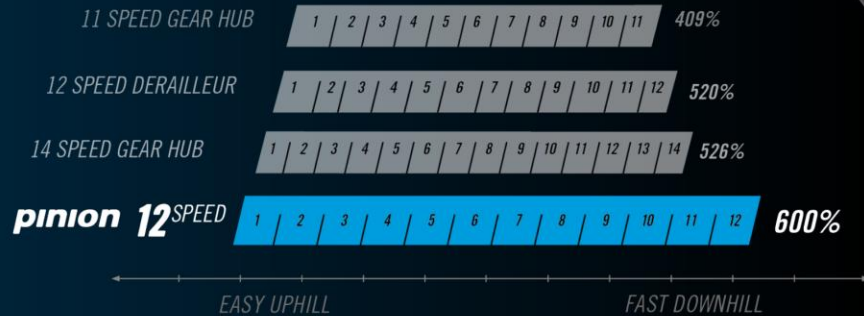 11 SPEED GEAR HUB 1 2 3 4 5 6 7 8 9 10 11 409%
12 SPEED DERAILLEUR 1 2 3 4 5 6 7 8 9 10 11 12 520%
14 SPEED GEAR HUB 1 2 3 4 5 6 7 8 9 10 11 12 13 14 526%
pinion 12 SPEED 1 2 3 4 5 6 7 8 9 10 11 12 600%
EASY UPHILL FAST DOWNHILL